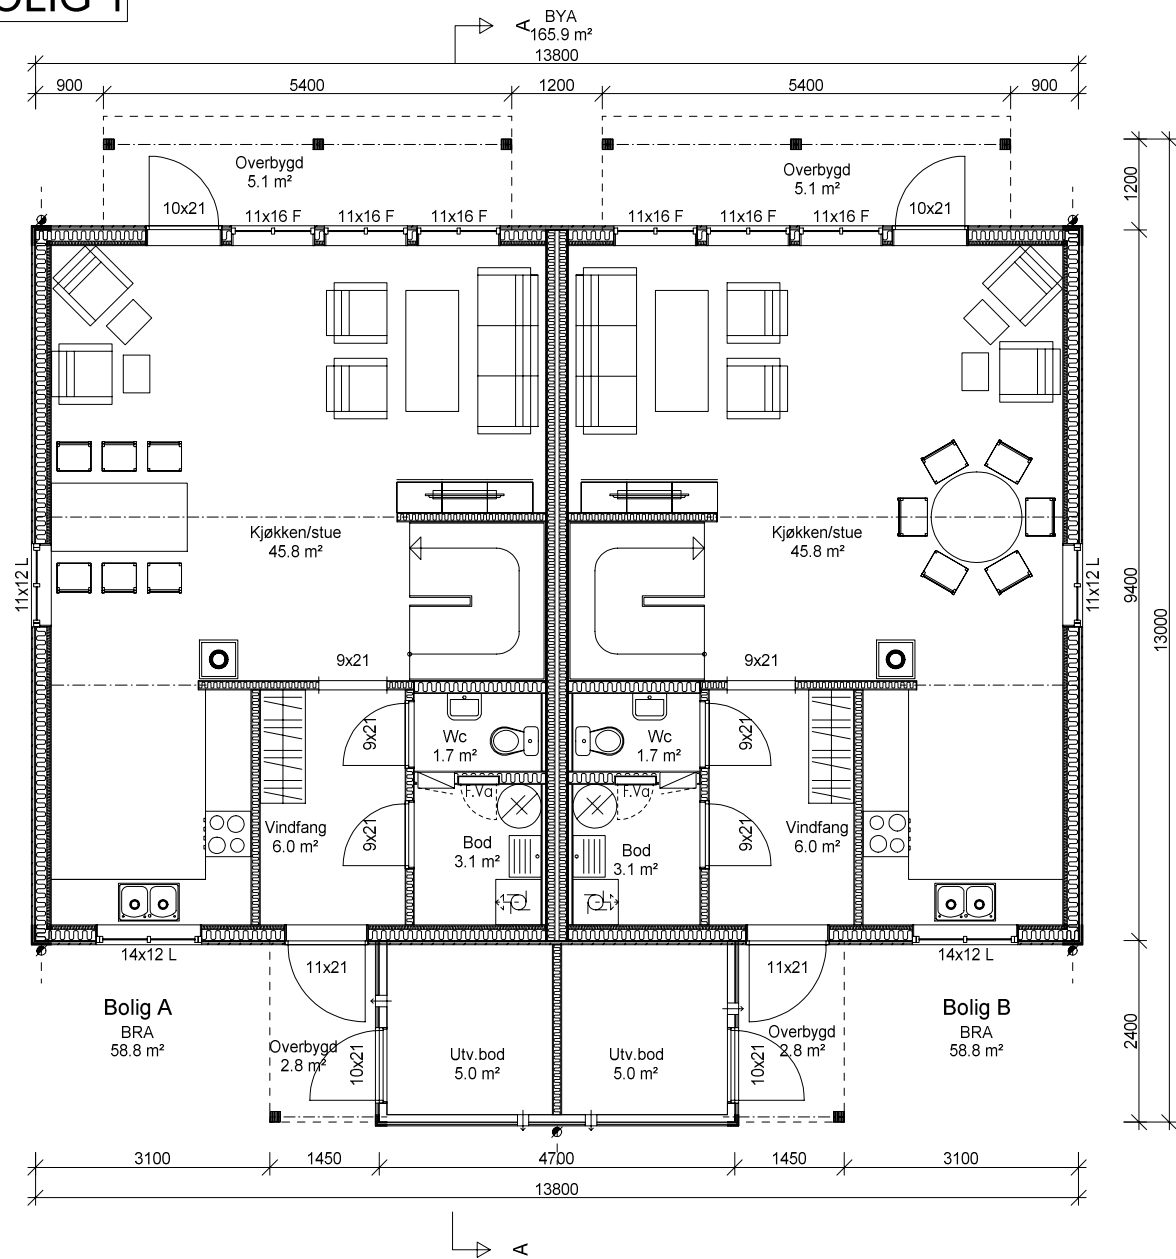 BOLIG 1
A
BYA
165.9 m²
13800
900 5400 1200 5400 900
Overbygd
5.1 m²
Overbygd
5.1 m²
1200
10x21 11x16 F 11x16 F 11x16 F 11x16 F 11x16 F 11x16 F 10x21
Kjøkken/stue
45.8 m²
Kjøkken/stue
45.8 m²
11x12 L
11x12 L
9400
13000
9x21
9x21
Wc
1.7 m²
Wc
1.7 m²
9x21
9x21
F.Va
F.Va
Vindfang
6.0 m²
9x21
Bod
3.1 m²
Bod
3.1 m²
9x21
Vindfang
6.0 m²
14x12 L
11x21
11x21
14x12 L
Bolig A
BRA
58.8 m²
Bolig B
BRA
58.8 m²
Overbygd
2.8 m²
10x21
Utv.bod
5.0 m²
Utv.bod
5.0 m²
10x21
Overbygd
2.8 m²
2400
3100 1450 4700 1450 3100
13800
A